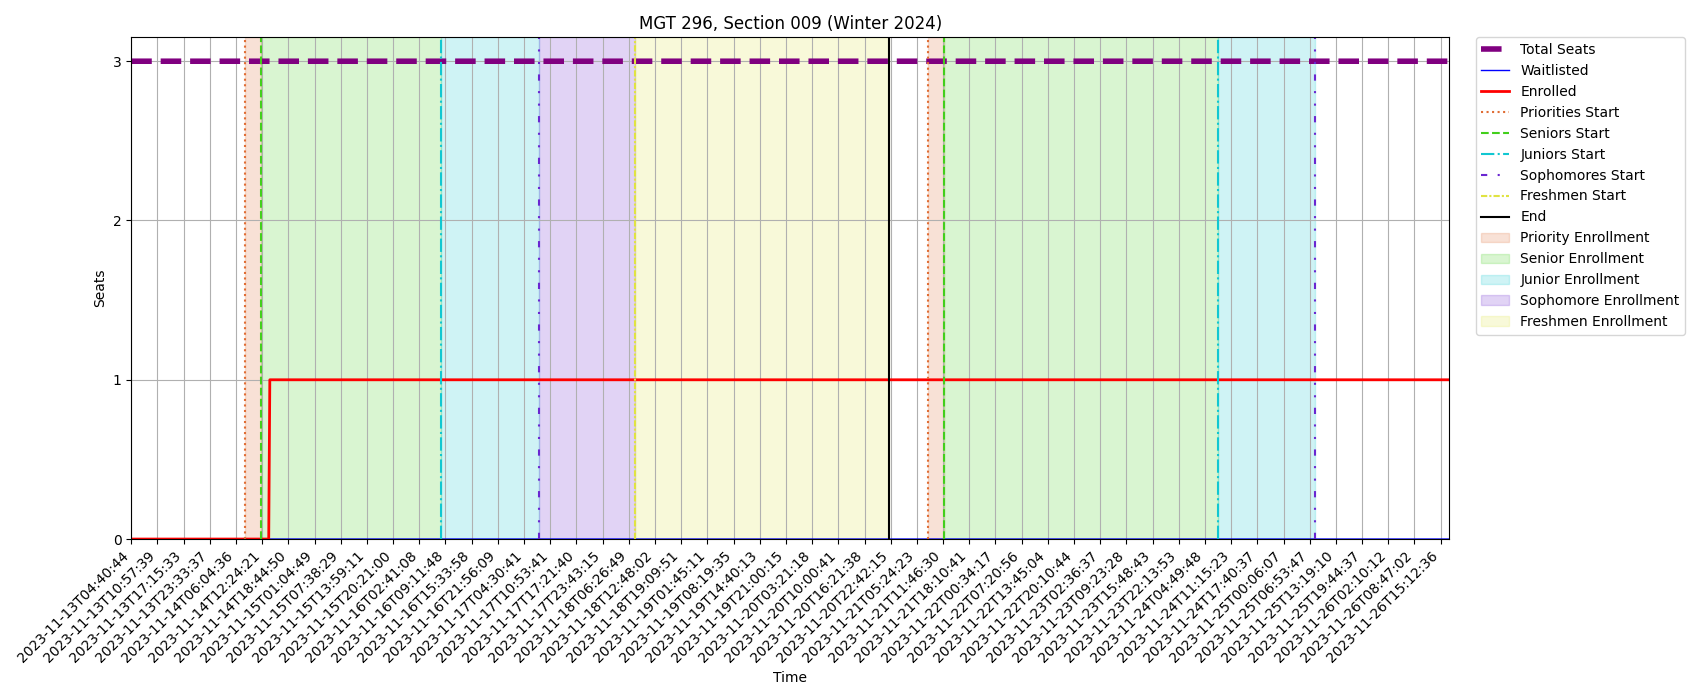 MGT 296, Section 009 (Winter 2024)
3
2
1
0
Seats
2023-11-13T04:40:44
2023-11-13T10:57:39
2023-11-13T17:15:33
2023-11-13T23:33:37
2023-11-14T06:04:36
2023-11-14T12:24:21
2023-11-14T18:44:50
2023-11-15T01:04:49
2023-11-15T07:38:29
2023-11-15T13:59:11
2023-11-15T20:21:00
2023-11-16T02:41:08
2023-11-16T09:11:48
2023-11-16T15:33:58
2023-11-16T21:56:09
2023-11-17T04:30:41
2023-11-17T10:53:41
2023-11-17T17:21:40
2023-11-17T23:43:15
2023-11-18T06:26:49
2023-11-18T12:48:02
2023-11-18T19:09:51
2023-11-19T01:45:11
2023-11-19T08:19:35
2023-11-19T14:40:13
2023-11-19T21:00:15
2023-11-20T03:21:18
2023-11-20T10:00:41
2023-11-20T16:21:38
2023-11-20T22:42:15
2023-11-21T05:24:23
2023-11-21T11:46:30
2023-11-21T18:10:41
2023-11-22T00:34:17
2023-11-22T07:20:56
2023-11-22T13:45:04
2023-11-22T20:10:44
2023-11-23T02:36:37
2023-11-23T09:23:28
2023-11-23T15:48:43
2023-11-23T22:13:53
2023-11-24T04:49:48
2023-11-24T11:15:23
2023-11-24T17:40:37
2023-11-25T00:06:07
2023-11-25T06:53:47
2023-11-25T13:19:10
2023-11-25T19:44:37
2023-11-26T02:10:12
2023-11-26T08:47:02
2023-11-26T15:12:36
Time
Total Seats
Waitlisted
Enrolled
Priorities Start
Seniors Start
Juniors Start
Sophomores Start
Freshmen Start
End
Priority Enrollment
Senior Enrollment
Junior Enrollment
Sophomore Enrollment
Freshmen Enrollment